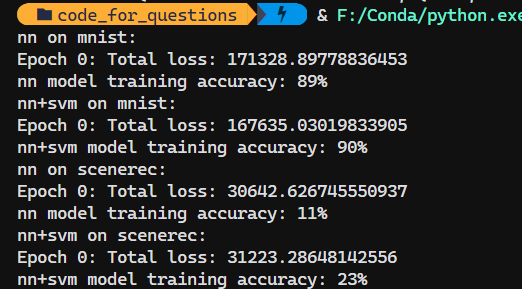 code_for_questions & F:/Conda/python.exe
nn on mnist:
Epoch 0: Total loss: 171328.89778836453
nn model training accuracy: 89%
nn+svm on mnist:
Epoch 0: Total loss: 167635.03019833905
nn+svm model training accuracy: 90%
nn on scenerec:
Epoch 0: Total loss: 30642.626745550937
nn model training accuracy: 11%
nn+svm on scenerec:
Epoch 0: Total loss: 31223.28648142556
nn+svm model training accuracy: 23%